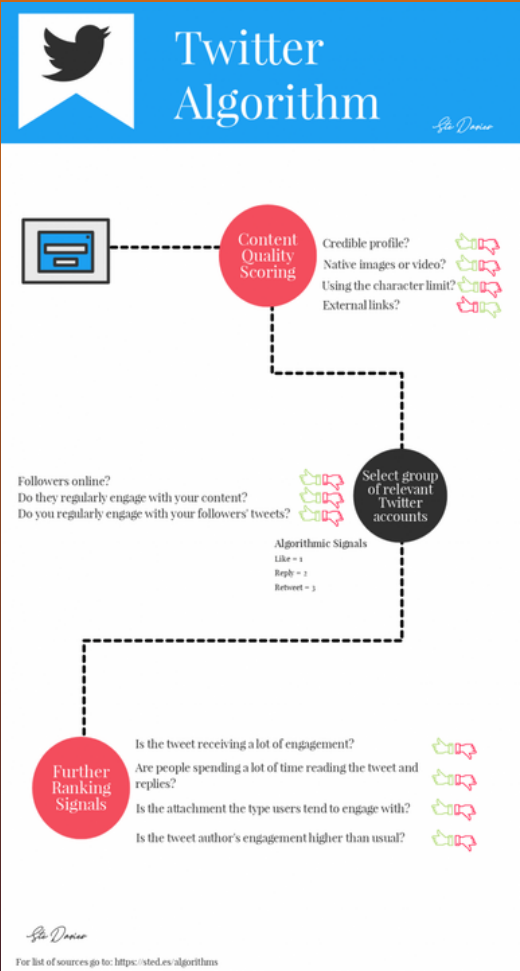 Twitter
Algorithm
Ste Davies
Content
Quality
Scoring
Credible profile?
Native images or video?
Using the character limit?
External links?
Followers online?
Do they regularly engage with your content?
Do you regularly engage with your followers' tweets?
Select group
of relevant
Twitter
accounts
Algorithmic Signals
Like = 1
Reply = 2
Retweet = 3
Further
Ranking
Signals
Is the tweet receiving a lot of engagement?
Are people spending a lot of time reading the tweet and
replies?
Is the attachment the type users tend to engage with?
Is the tweet author's engagement higher than usual?
Ste Davies
For list of sources go to: https://sted.es/algorithms